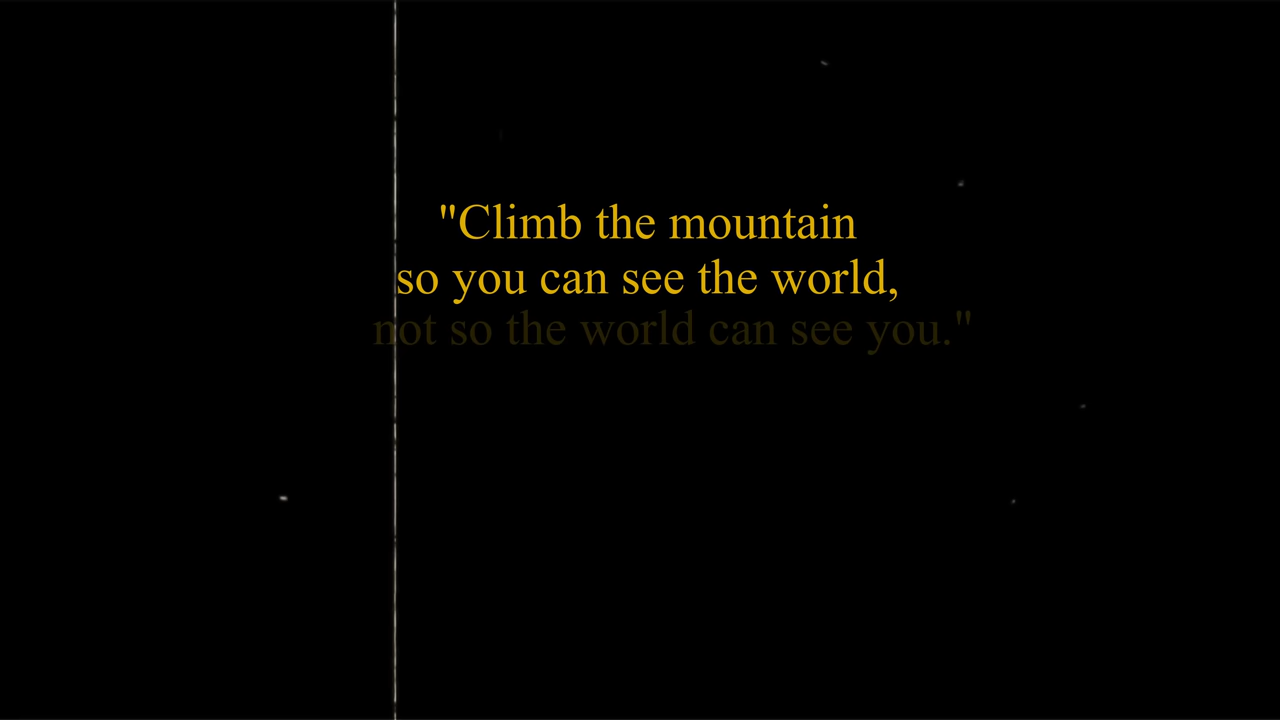 "Climb the mountain
so you can see the world,
not so the world can see you."